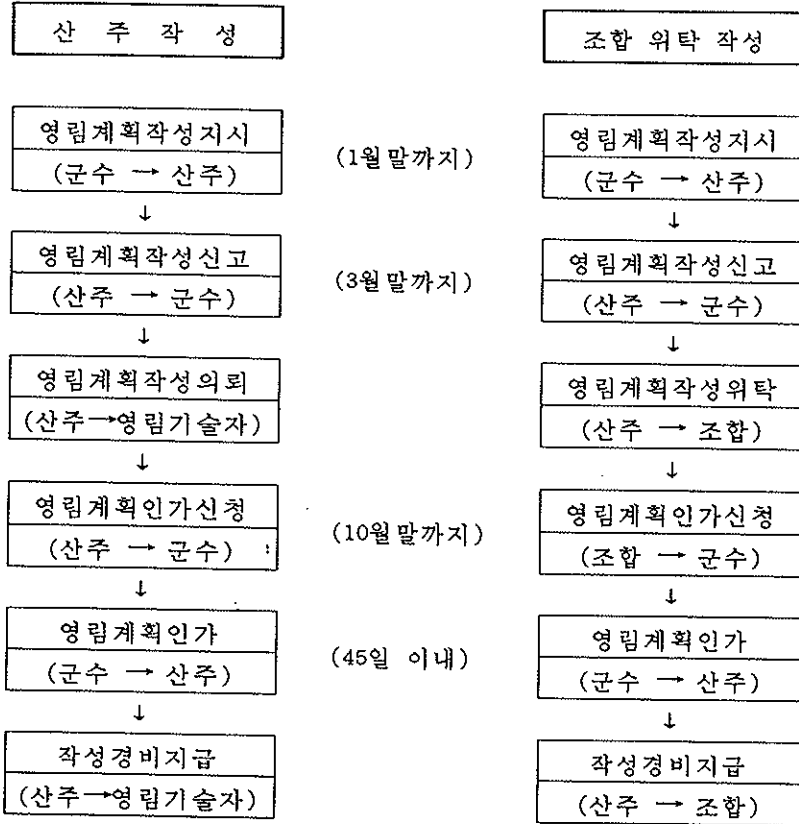 산 주 작 성
조합 위탁 작성
영림계획작성지시
(군수 → 산주)
(1월말까지)
영림계획작성지시
(군수 → 산주)
↓
↓
영림계획작성신고
(산주 → 군수)
(3월말까지)
영림계획작성신고
(산주 → 군수)
↓
↓
영림계획작성의뢰
(산주→영림기술자)
영림계획작성위탁
(산주 → 조합)
↓
↓
영림계획인가신청
(산주 → 군수)
(10월말까지)
영림계획인가신청
(조합 → 군수)
↓
↓
영림계획인가
(군수 → 산주)
(45일 이내)
영림계획인가
(군수 → 산주)
↓
↓
작성경비지급
(산주→영림기술자)
작성경비지급
(산주 → 조합)